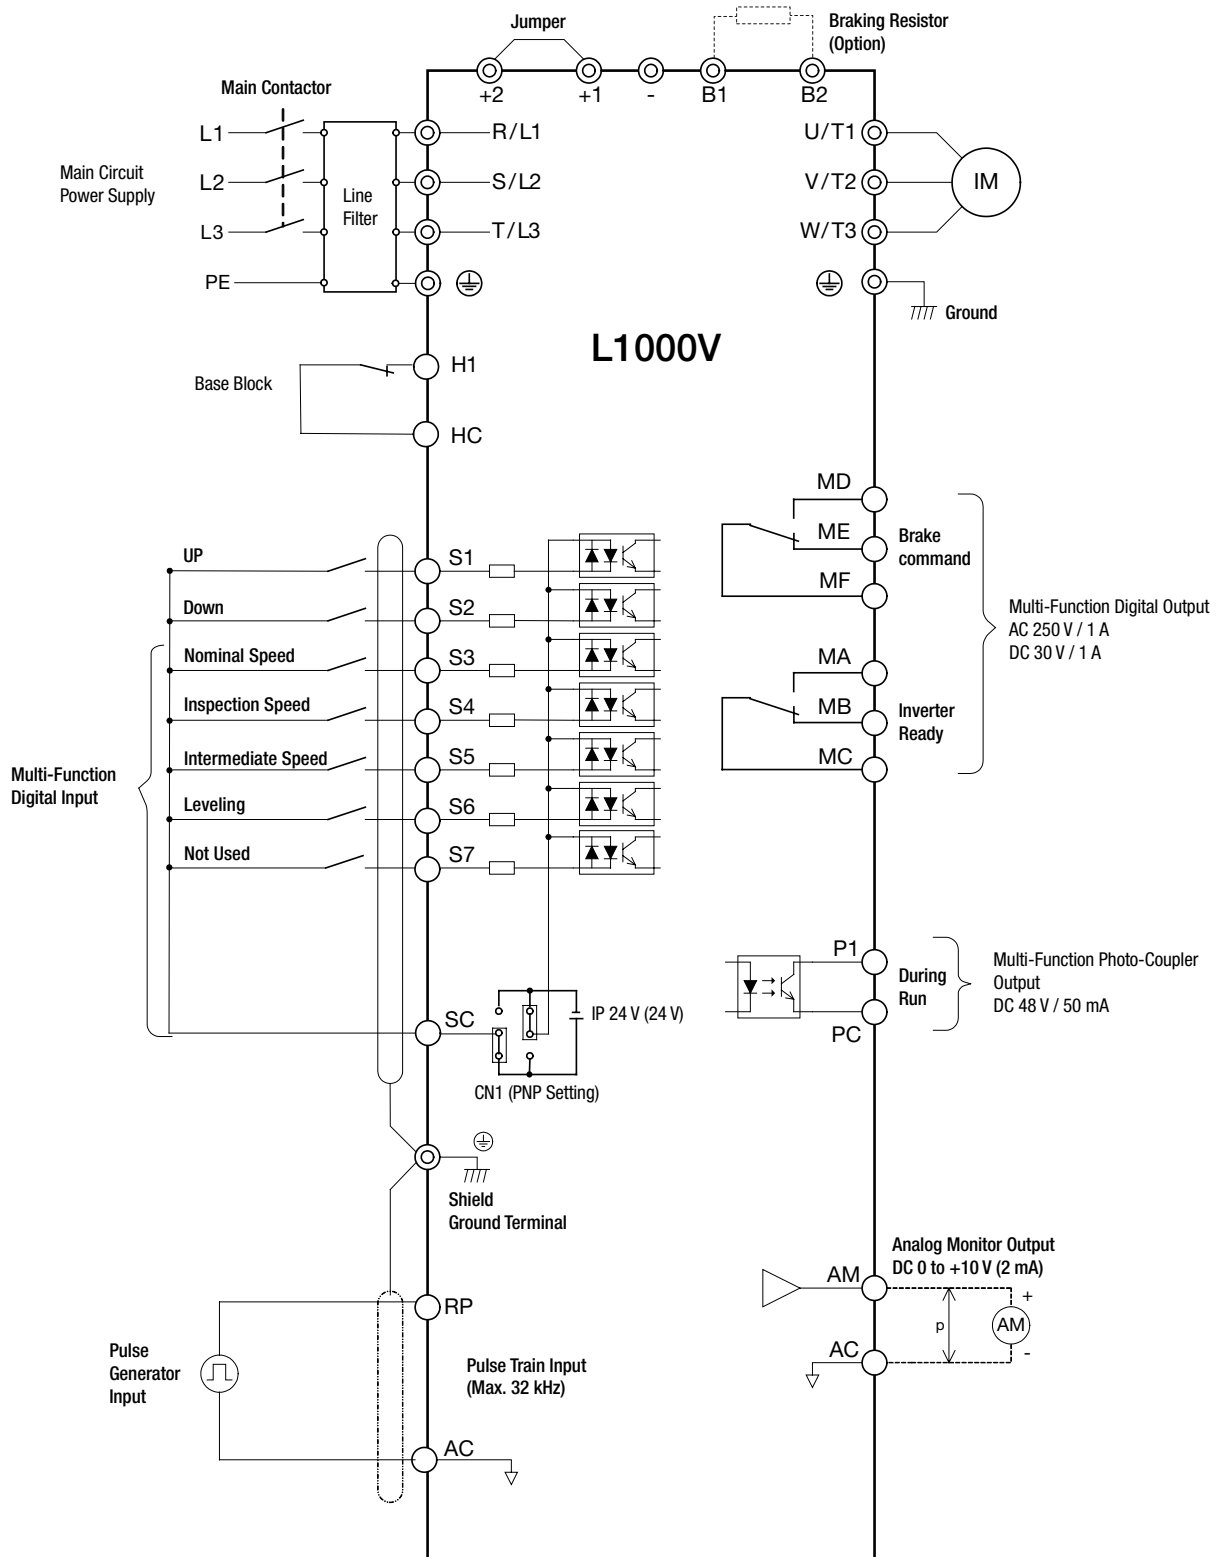 Jumper
Braking Resistor
(Option)
+2
+1
-
B1
B2
Main Contactor
L1
R/L1
U/T1
Main Circuit
Power Supply
L2
Line
Filter
S/L2
V/T2
IM
L3
T/L3
W/T3
PE
Ground
L1000V
Base Block
H1
HC
MD
ME
MF
Brake
command
Multi-Function Digital Output
AC 250 V / 1 A
DC 30 V / 1 A
MA
MB
MC
Inverter
Ready
UP
S1
Down
S2
Nominal Speed
S3
Inspection Speed
S4
Intermediate Speed
S5
Leveling
S6
Not Used
S7
Multi-Function
Digital Input
P1
During
Run
PC
Multi-Function Photo-Coupler
Output
DC 48 V / 50 mA
SC
IP 24 V (24 V)
CN1 (PNP Setting)
Shield
Ground Terminal
Analog Monitor Output
DC 0 to +10 V (2 mA)
AM
+
p
AM
-
AC
RP
Pulse
Generator
Input
Pulse Train Input
(Max. 32 kHz)
AC